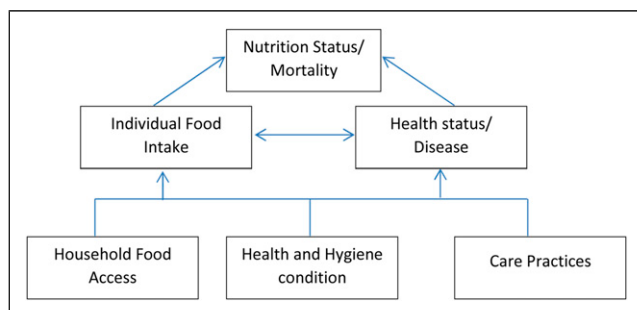 Nutrition Status/
Mortality
Individual Food
Intake
Health status/
Disease
Household Food
Access
Health and Hygiene
condition
Care Practices